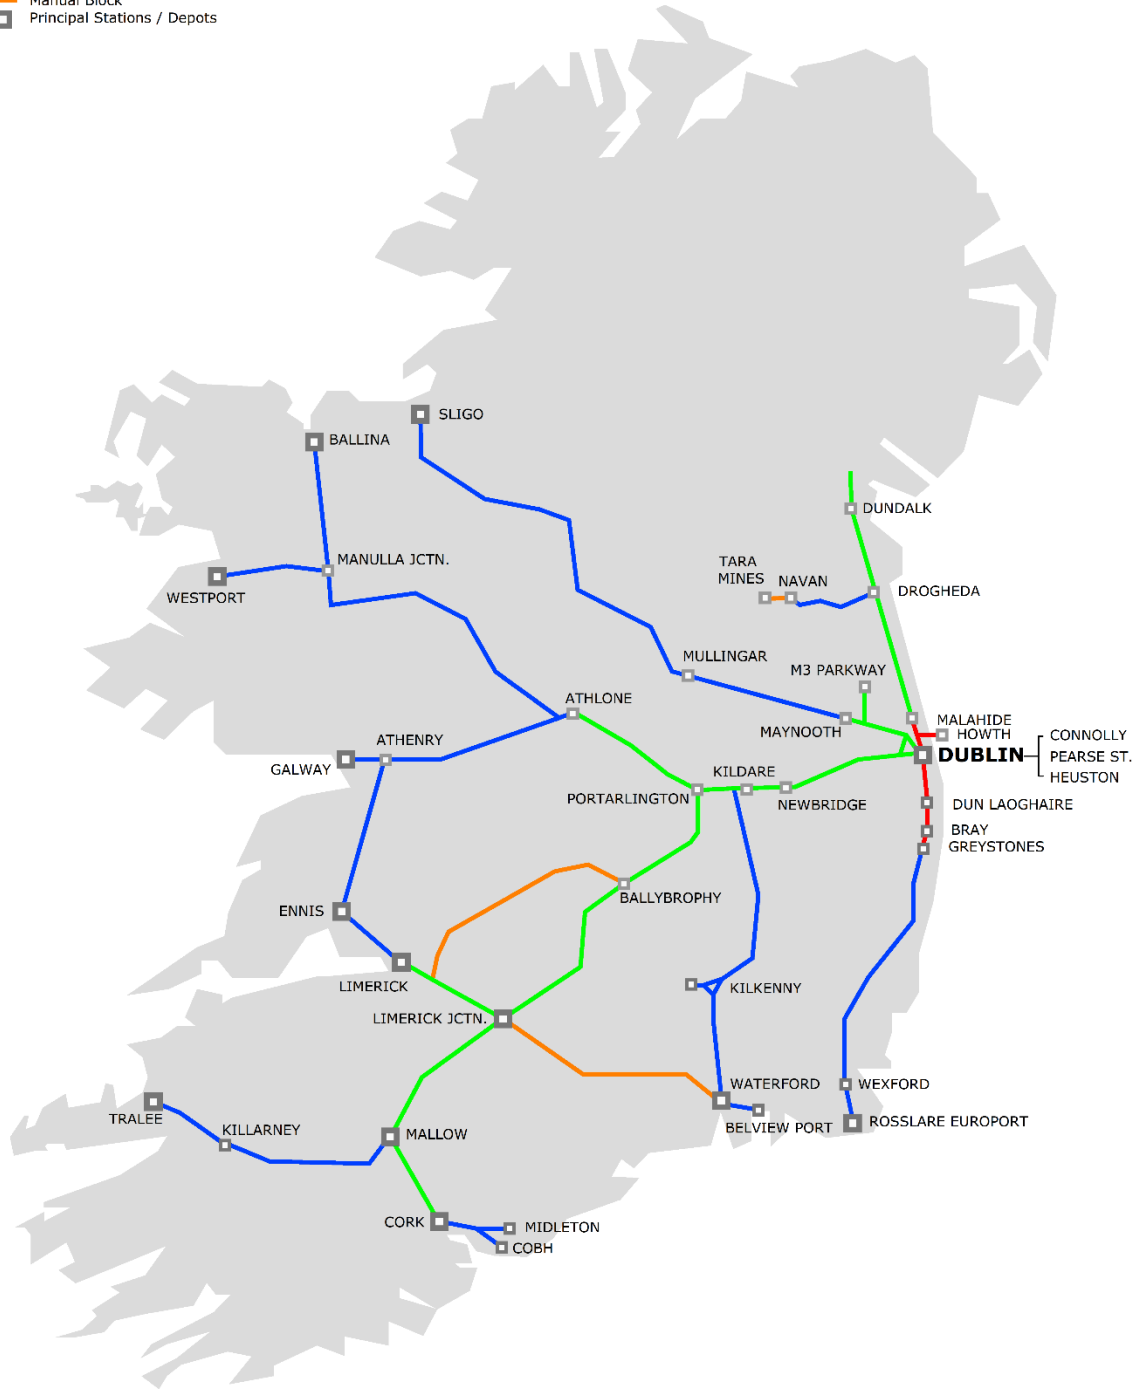 Manual Block
Principal Stations / Depots
SLIGO
BALLINA
DUNDALK
MANULLA JCTN.
TARA
MINES
NAVAN
WESTPORT
DROGHEDA
MULLINGAR
M3 PARKWAY
ATHLONE
MALAHIDE
MAYNOOTH
HOWTH
ATHENRY
CONNOLLY
GALWAY
DUBLIN
PEARSE ST.
KILDARE
HEUSTON
PORTARLINGTON
NEWBRIDGE
DUN LAOGHAIRE
BRAY
GREYSTONES
BALLYBROPHY
ENNIS
LIMERICK
KILKENNY
LIMERICK JCTN.
WATERFORD
WEXFORD
TRALEE
BELVIEW PORT
ROSSLARE EUROPORT
KILLARNEY
MALLOW
CORK
MIDLETON
COBH